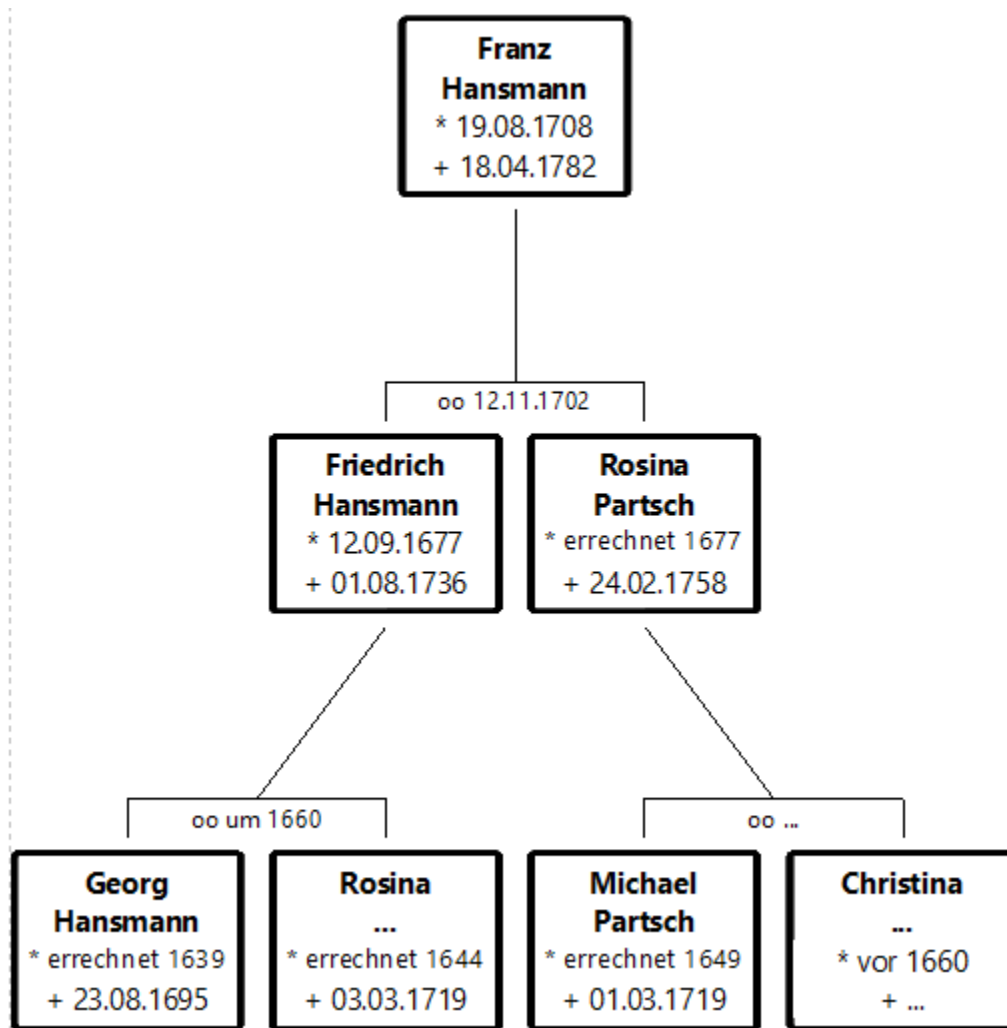 Franz
Hansmann
* 19.08.1708
+ 18.04.1782
oo 12.11.1702
Friedrich
Hansmann
* 12.09.1677
+ 01.08.1736
Rosina
Partsch
* errechnet 1677
+ 24.02.1758
oo um 1660
oo ...
Georg
Hansmann
* errechnet 1639
+ 23.08.1695
Rosina
...
* errechnet 1644
+ 03.03.1719
Michael
Partsch
* errechnet 1649
+ 01.03.1719
Christina
...
* vor 1660
+ ...